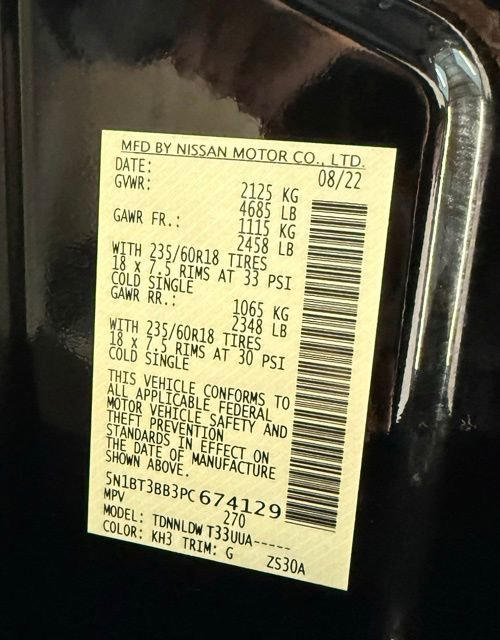 MFD BY NISSAN MOTOR CO., LTD.
DATE: 08/22
GVWR: 2125 KG
4685 LB
GAWR FR.: 1115 KG
2458 LB
WITH 235/60R18 TIRES
18 x 7.5 RIMS AT 33 PSI
COLD SINGLE
GAWR RR.: 1065 KG
2348 LB
WITH 235/60R18 TIRES
18 x 7.5 RIMS AT 30 PSI
COLD SINGLE
THIS VEHICLE CONFORMS TO
ALL APPLICABLE FEDERAL
MOTOR VEHICLE SAFETY AND
THEFT PREVENTION
STANDARDS IN EFFECT ON
THE DATE OF MANUFACTURE
SHOWN ABOVE.
5N1BT3BB3PC674129
MPV 270
MODEL: TDNNLDW T33UUA-----
COLOR: KH3 TRIM: G ZS30A